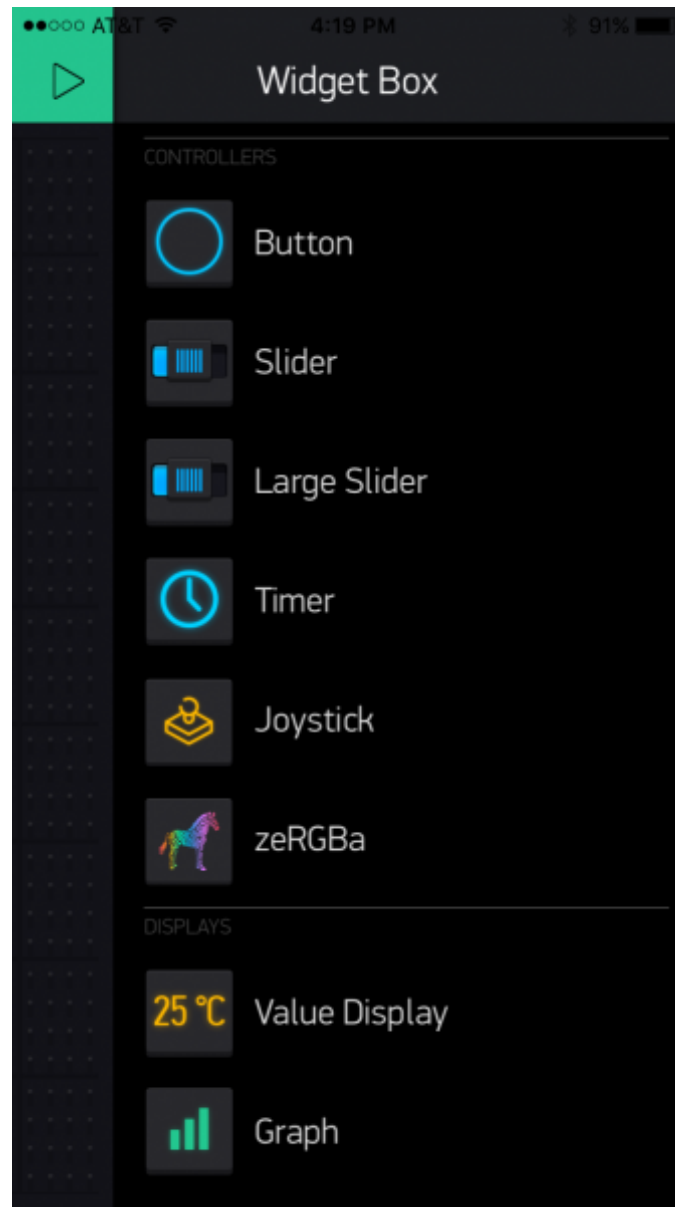 ●●○○○ AT&T 4:19 PM 91%
Widget Box
CONTROLLERS
Button
Slider
Large Slider
Timer
Joystick
zeRGBa
DISPLAYS
25 °C Value Display
Graph